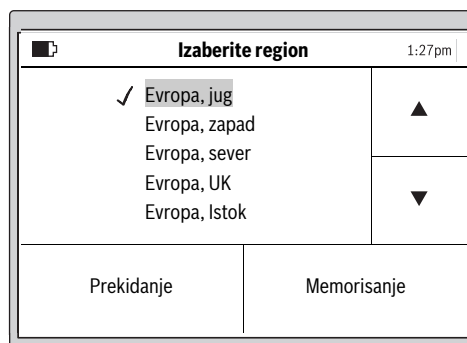 Izaberite region
1:27pm
Evropa, jug
Evropa, zapad
Evropa, sever
Evropa, UK
Evropa, Istok
Prekidanje
Memorisanje